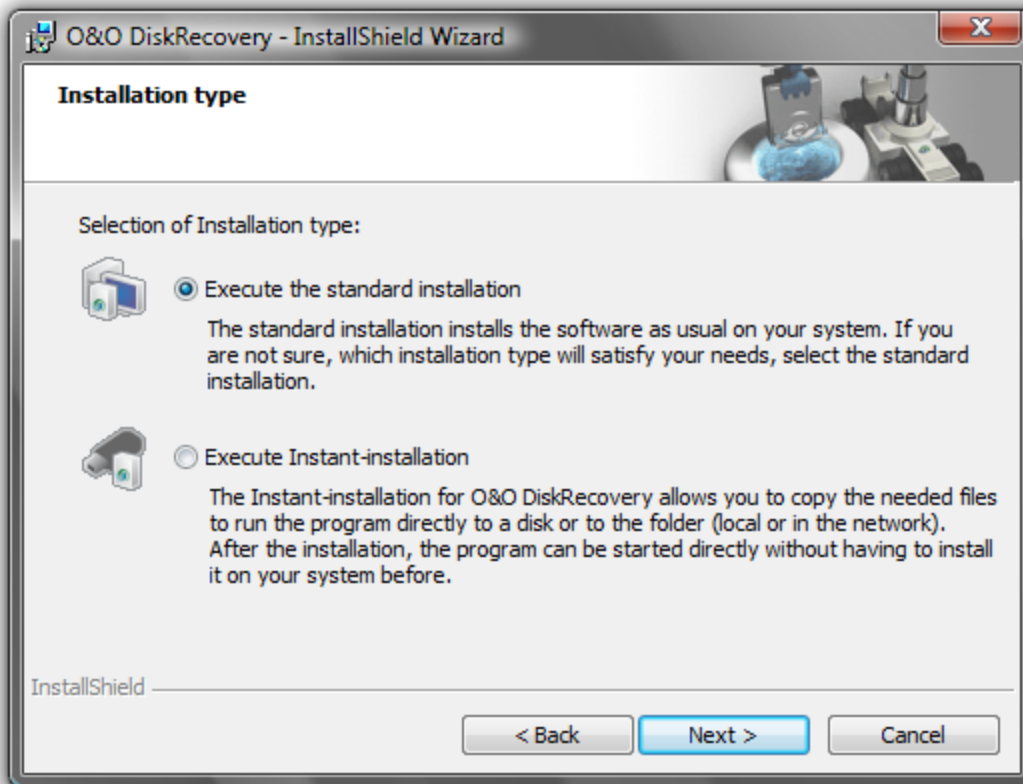 O&O DiskRecovery - InstallShield Wizard
Installation type
Selection of Installation type:
Execute the standard installation
The standard installation installs the software as usual on your system. If you
are not sure, which installation type will satisfy your needs, select the standard
installation.
Execute Instant-installation
The Instant-installation for O&O DiskRecovery allows you to copy the needed files
to run the program directly to a disk or to the folder (local or in the network).
After the installation, the program can be started directly without having to install
it on your system before.
InstallShield
< Back
Next >
Cancel